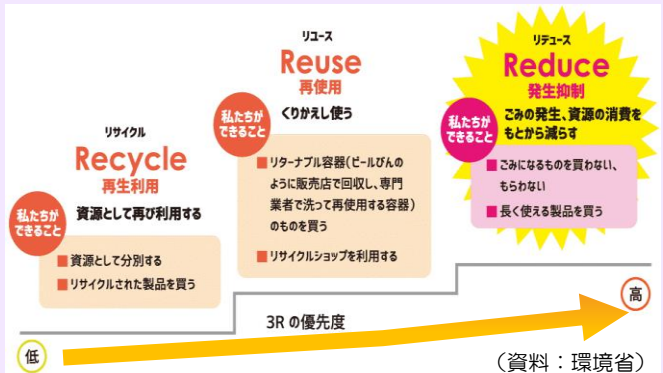 リサイクル
Recycle
再生利用
私たちが
できること
資源として再び利用する
■資源として分別する
■リサイクルされた製品を買う
リユース
Reuse
再使用
私たちが
できること
くりかえし使う
■リターナブル容器(ビールびんの
ように販売店で回収し、専門
業者で洗って再使用する容器)
のものを買う
■リサイクルショップを利用する
リデュース
Reduce
発生抑制
私たちが
できること
ごみの発生、資源の消費を
もとから減らす
■ごみになるものを買わない、
もらわない
■長く使える製品を買う
3Rの優先度
低
高
(資料:環境省)